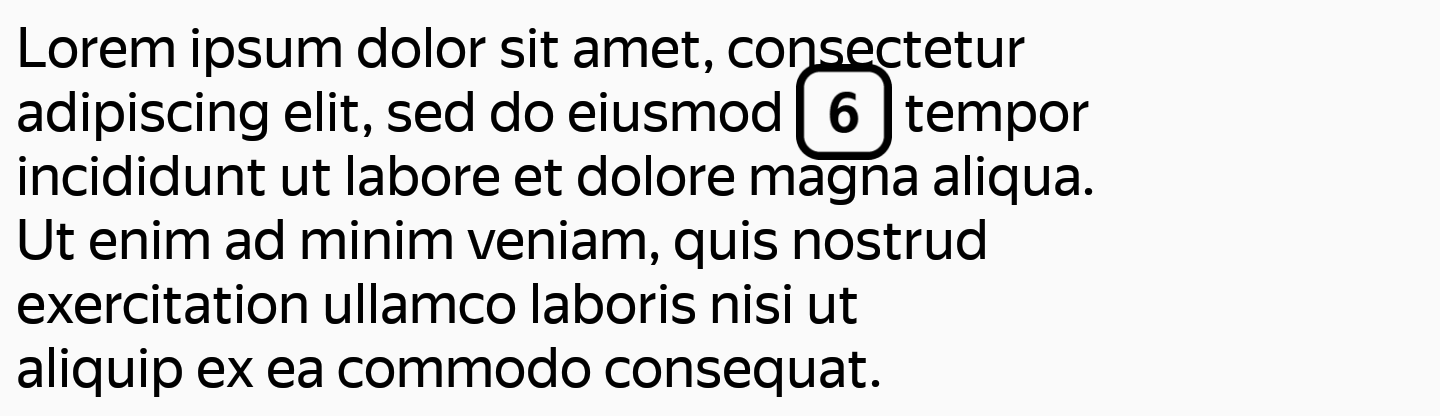 Lorem ipsum dolor sit amet, consectetur
adipiscing elit, sed do eiusmod 6 tempor
incididunt ut labore et dolore magna aliqua.
Ut enim ad minim veniam, quis nostrud
exercitation ullamco laboris nisi ut
aliquip ex ea commodo consequat.